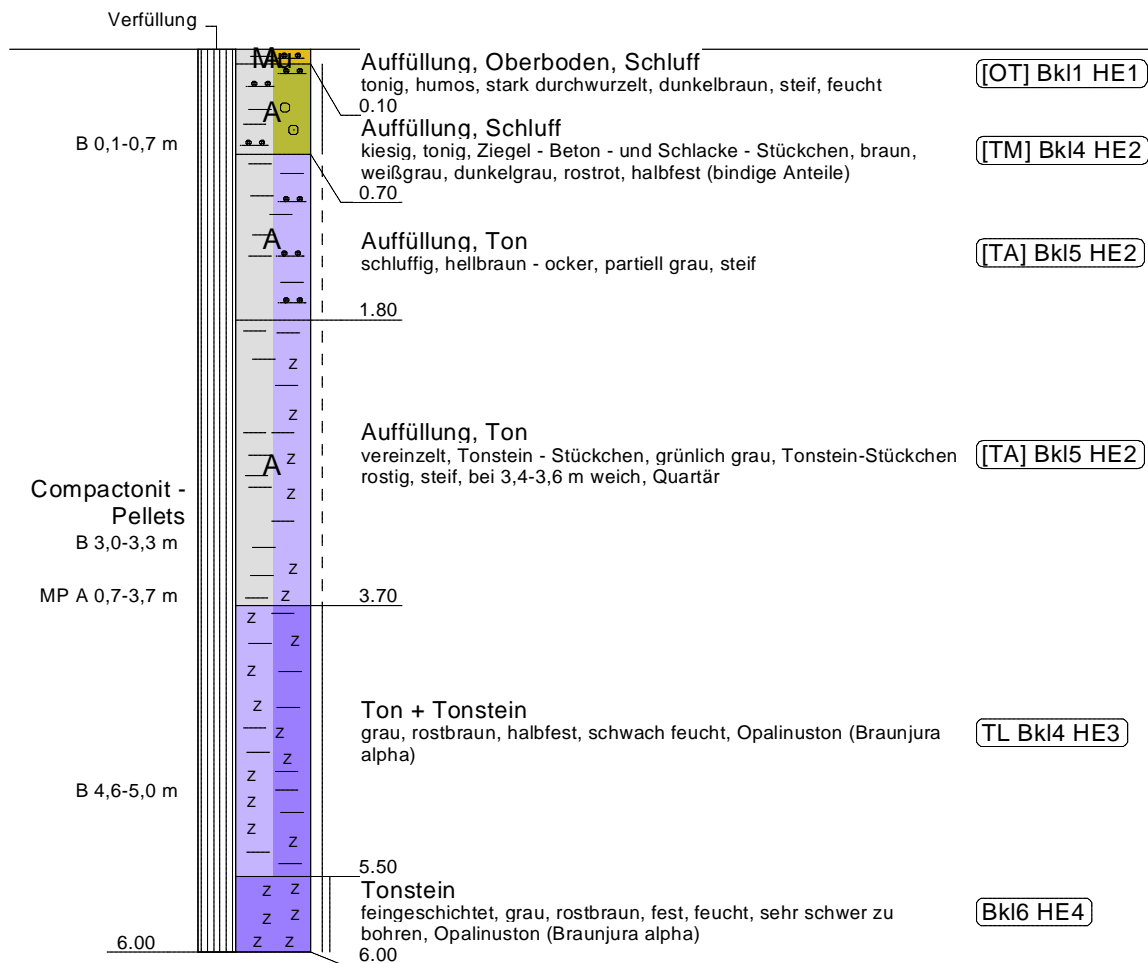 Verfüllung
Mu
Auffüllung, Oberboden, Schluff
tonig, humos, stark durchwurzelt, dunkelbraun, steif, feucht
[OT] Bkl1 HE1
0.10
A
Auffüllung, Schluff
kiesig, tonig, Ziegel - Beton - und Schlacke - Stückchen, braun,
weißgrau, dunkelgrau, rostrot, halbfest (bindige Anteile)
B 0,1-0,7 m
[TM] Bkl4 HE2
0.70
A
Auffüllung, Ton
schluffig, hellbraun - ocker, partiell grau, steif
[TA] Bkl5 HE2
1.80
Z
Z
Auffüllung, Ton
vereinzelt, Tonstein - Stückchen, grünlich grau, Tonstein-Stückchen
rostig, steif, bei 3,4-3,6 m weich, Quartär
A
Z
[TA] Bkl5 HE2
Compactonit -
Pellets
Z
B 3,0-3,3 m
Z
MP A 0,7-3,7 m
Z
3.70
Z
Z
Z
Z
Ton + Tonstein
grau, rostbraun, halbfest, schwach feucht, Opalinuston (Braunjura
alpha)
TL Bkl4 HE3
Z
Z
Z
B 4,6-5,0 m
Z
Z
Z
5.50
Tonstein
feingeschichtet, grau, rostbraun, fest, feucht, sehr schwer zu
bohren, Opalinuston (Braunjura alpha)
Z Z
Z Z
Z Z
Bkl6 HE4
6.00
6.00